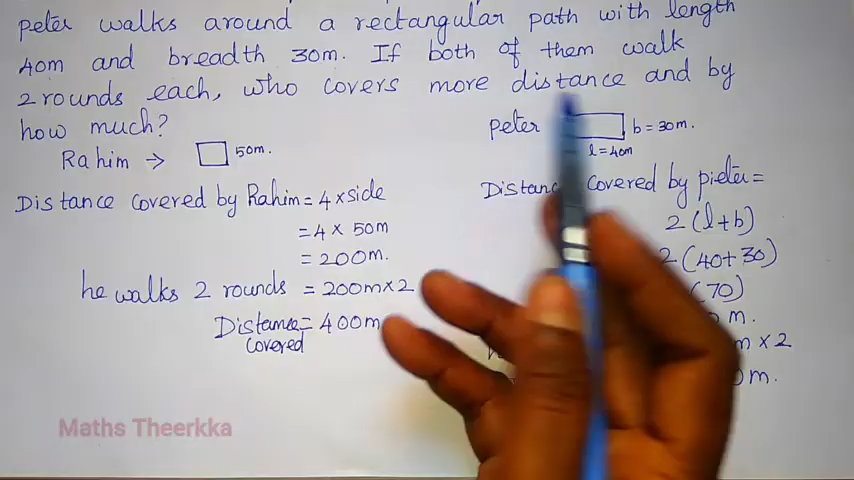 peter walks around a rectangular path with length
40m and breadth 30m. If both of them walk
2 rounds each, who covers more distance and by
how much?
Rahim → 50m.
Distance covered by Rahim = 4 × side
= 4 × 50m
= 200m.
he walks 2 rounds = 200m × 2
Distance = 400m
covered
peter b = 30m.
l = 40m
covered by pieter =
2 (l + b)
2 (40 + 30)
(70)
m.
m × 2
m.
Maths Theerkka